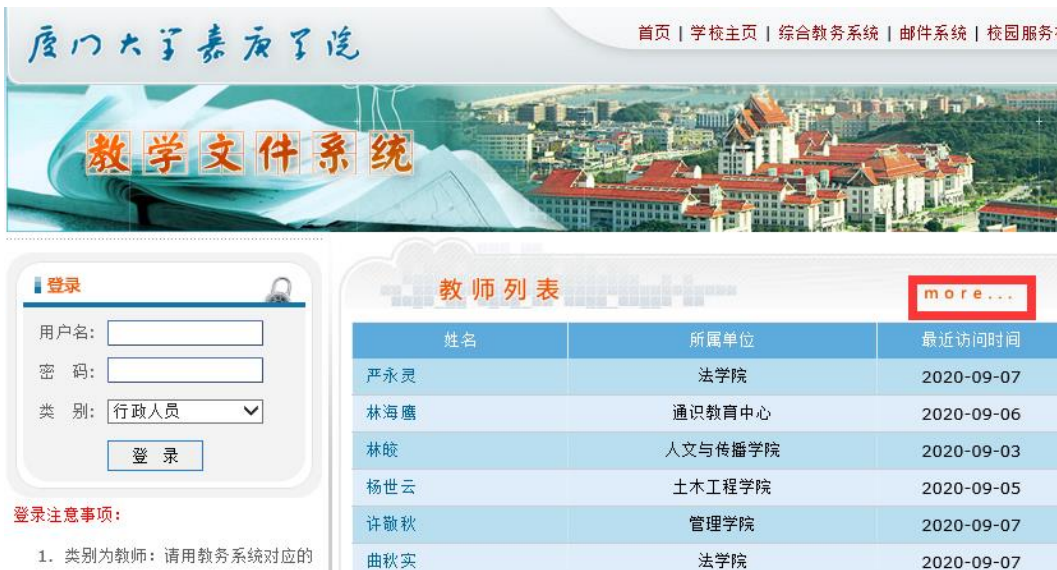 厦门大学嘉庚学院
首页 | 学校主页 | 综合教务系统 | 邮件系统 | 校园服务
教学文件系统
登录
用户名:
密 码:
类 别: 行政人员
登 录
登录注意事项:
1. 类别为教师: 请用教务系统对应的
教师列表
more...
姓名 所属单位 最近访问时间
严永灵 法学院 2020-09-07
林海鹰 通识教育中心 2020-09-06
林皎 人文与传播学院 2020-09-03
杨世云 土木工程学院 2020-09-05
许敬秋 管理学院 2020-09-07
曲秋实 法学院 2020-09-07